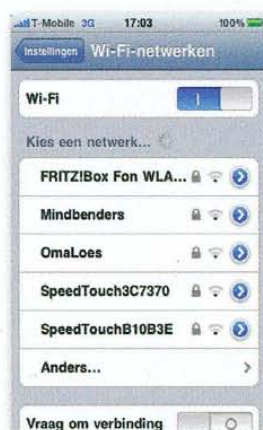 T-Mobile 3G 17:03 100%
Instellingen Wi-Fi-netwerken
Wi-Fi
Kies een netwerk...
FRITZ!Box Fon WLA...
Mindbenders
OmaLoes
SpeedTouch3C7370
SpeedTouchB10B3E
Anders...
Vraag om verbinding